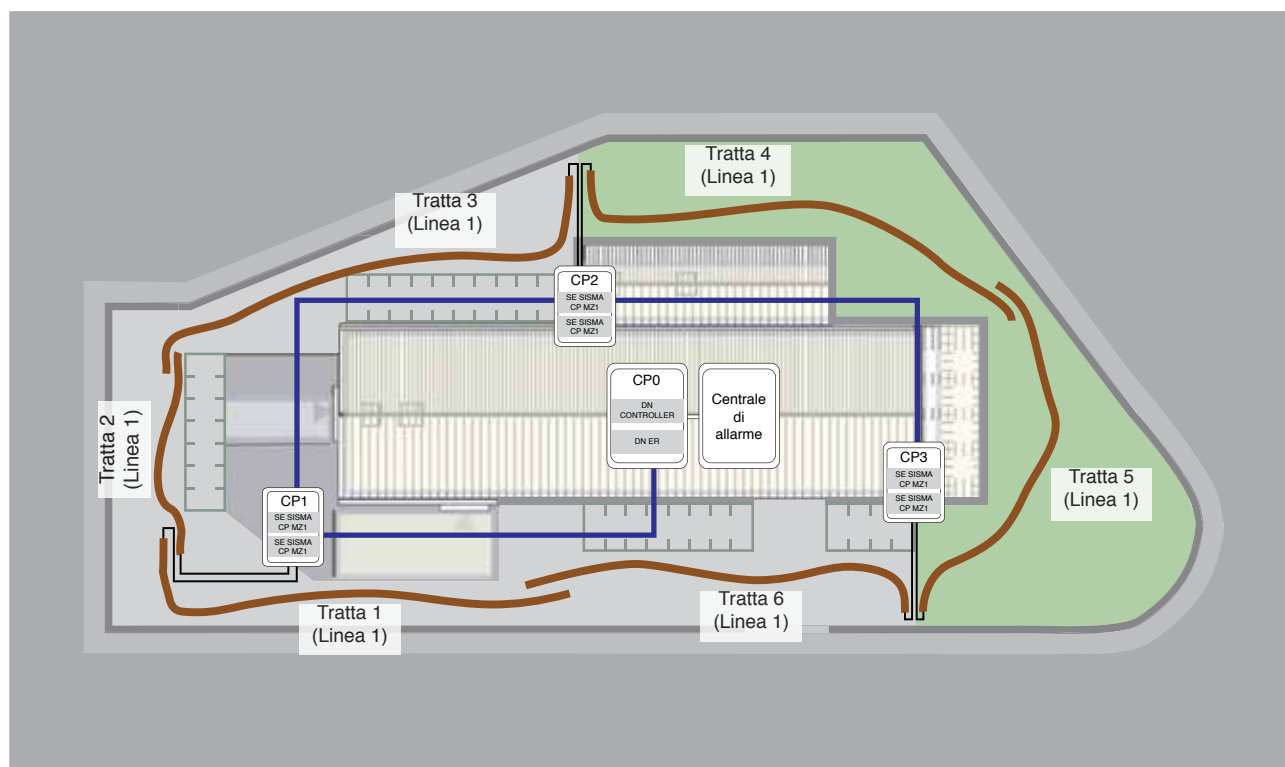 Tratta 4
(Linea 1)
Tratta 3
(Linea 1)
CP2
SE SISMA
CP MZ1
SE SISMA
CP MZ1
CP0
DN
CONTROLLER
DN ER
Centrale
di
allarme
Tratta 2
(Linea 1)
CP3
SE SISMA
CP MZ1
SE SISMA
CP MZ1
Tratta 5
(Linea 1)
CP1
SE SISMA
CP MZ1
SE SISMA
CP MZ1
Tratta 1
(Linea 1)
Tratta 6
(Linea 1)